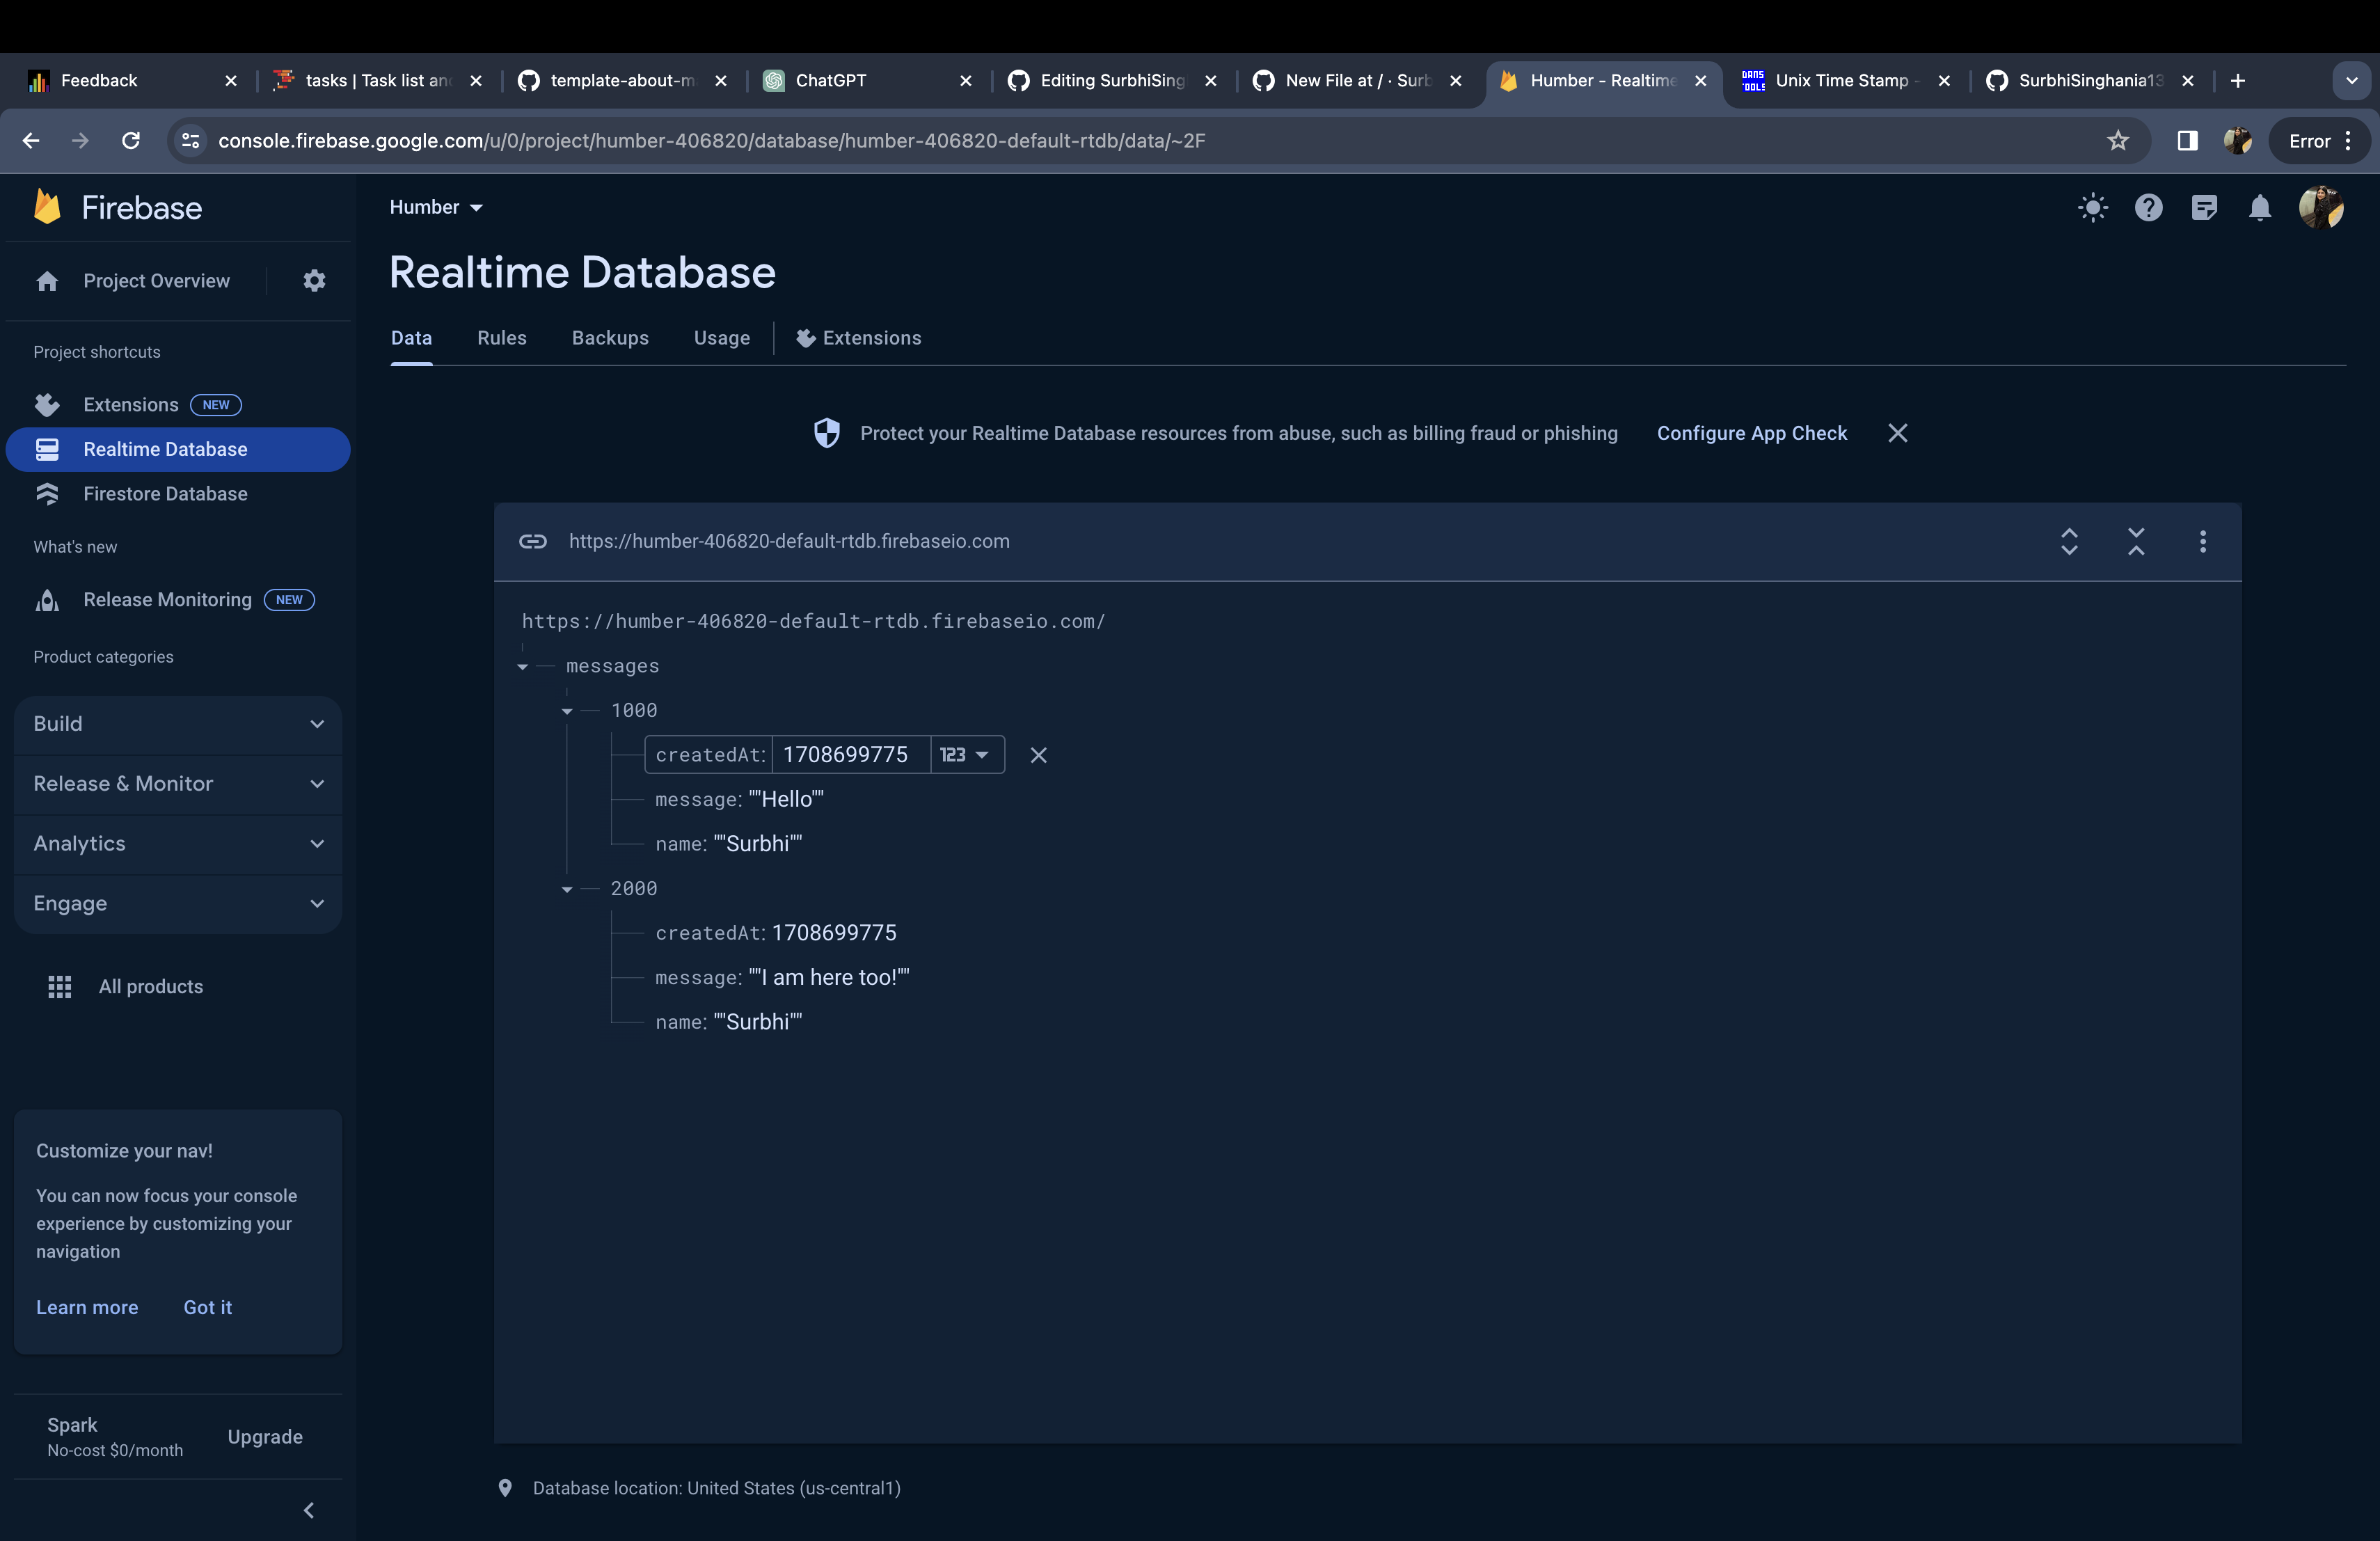 Feedback
tasks | Task list an
template-about-m
ChatGPT
Editing SurbhiSing
New File at / · Surb
Humber - Realtime
DANS TOOLS
Unix Time Stamp -
SurbhiSinghania13
console.firebase.google.com/u/0/project/humber-406820/database/humber-406820-default-rtdb/data/~2F
Error
Firebase
Humber
Project Overview
Realtime Database
Data
Rules
Backups
Usage
Extensions
Project shortcuts
Extensions NEW
Realtime Database
Firestore Database
What's new
Release Monitoring NEW
Product categories
Build
Release & Monitor
Analytics
Engage
All products
Customize your nav!
You can now focus your console
experience by customizing your
navigation
Learn more
Got it
Spark
No-cost $0/month
Upgrade
Protect your Realtime Database resources from abuse, such as billing fraud or phishing
Configure App Check
https://humber-406820-default-rtdb.firebaseio.com
https://humber-406820-default-rtdb.firebaseio.com/
messages
1000
createdAt: 1708699775 123
message: ""Hello""
name: ""Surbhi""
2000
createdAt: 1708699775
message: ""I am here too!""
name: ""Surbhi""
Database location: United States (us-central1)